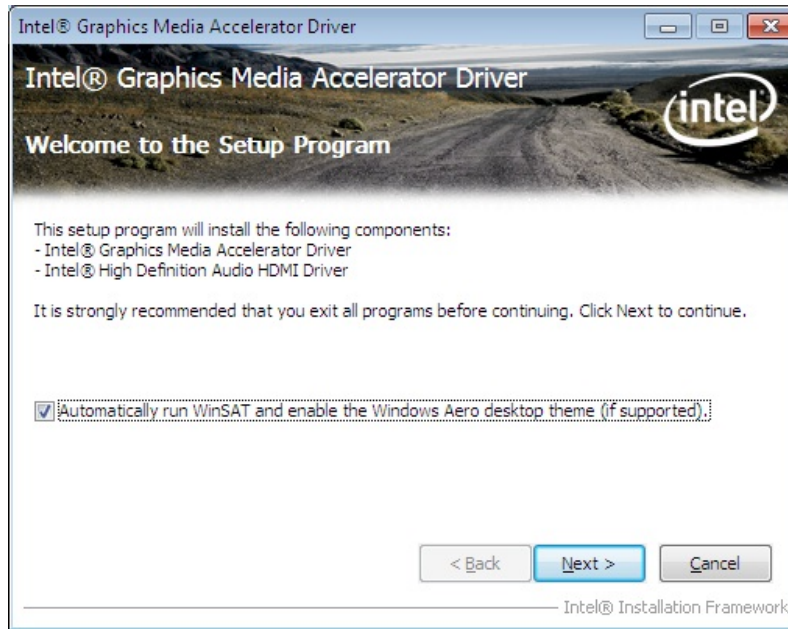 Intel® Graphics Media Accelerator Driver
Intel® Graphics Media Accelerator Driver
intel
Welcome to the Setup Program
This setup program will install the following components:
- Intel® Graphics Media Accelerator Driver
- Intel® High Definition Audio HDMI Driver
It is strongly recommended that you exit all programs before continuing. Click Next to continue.
Automatically run WinSAT and enable the Windows Aero desktop theme (if supported).
< Back Next > Cancel
Intel® Installation Framework